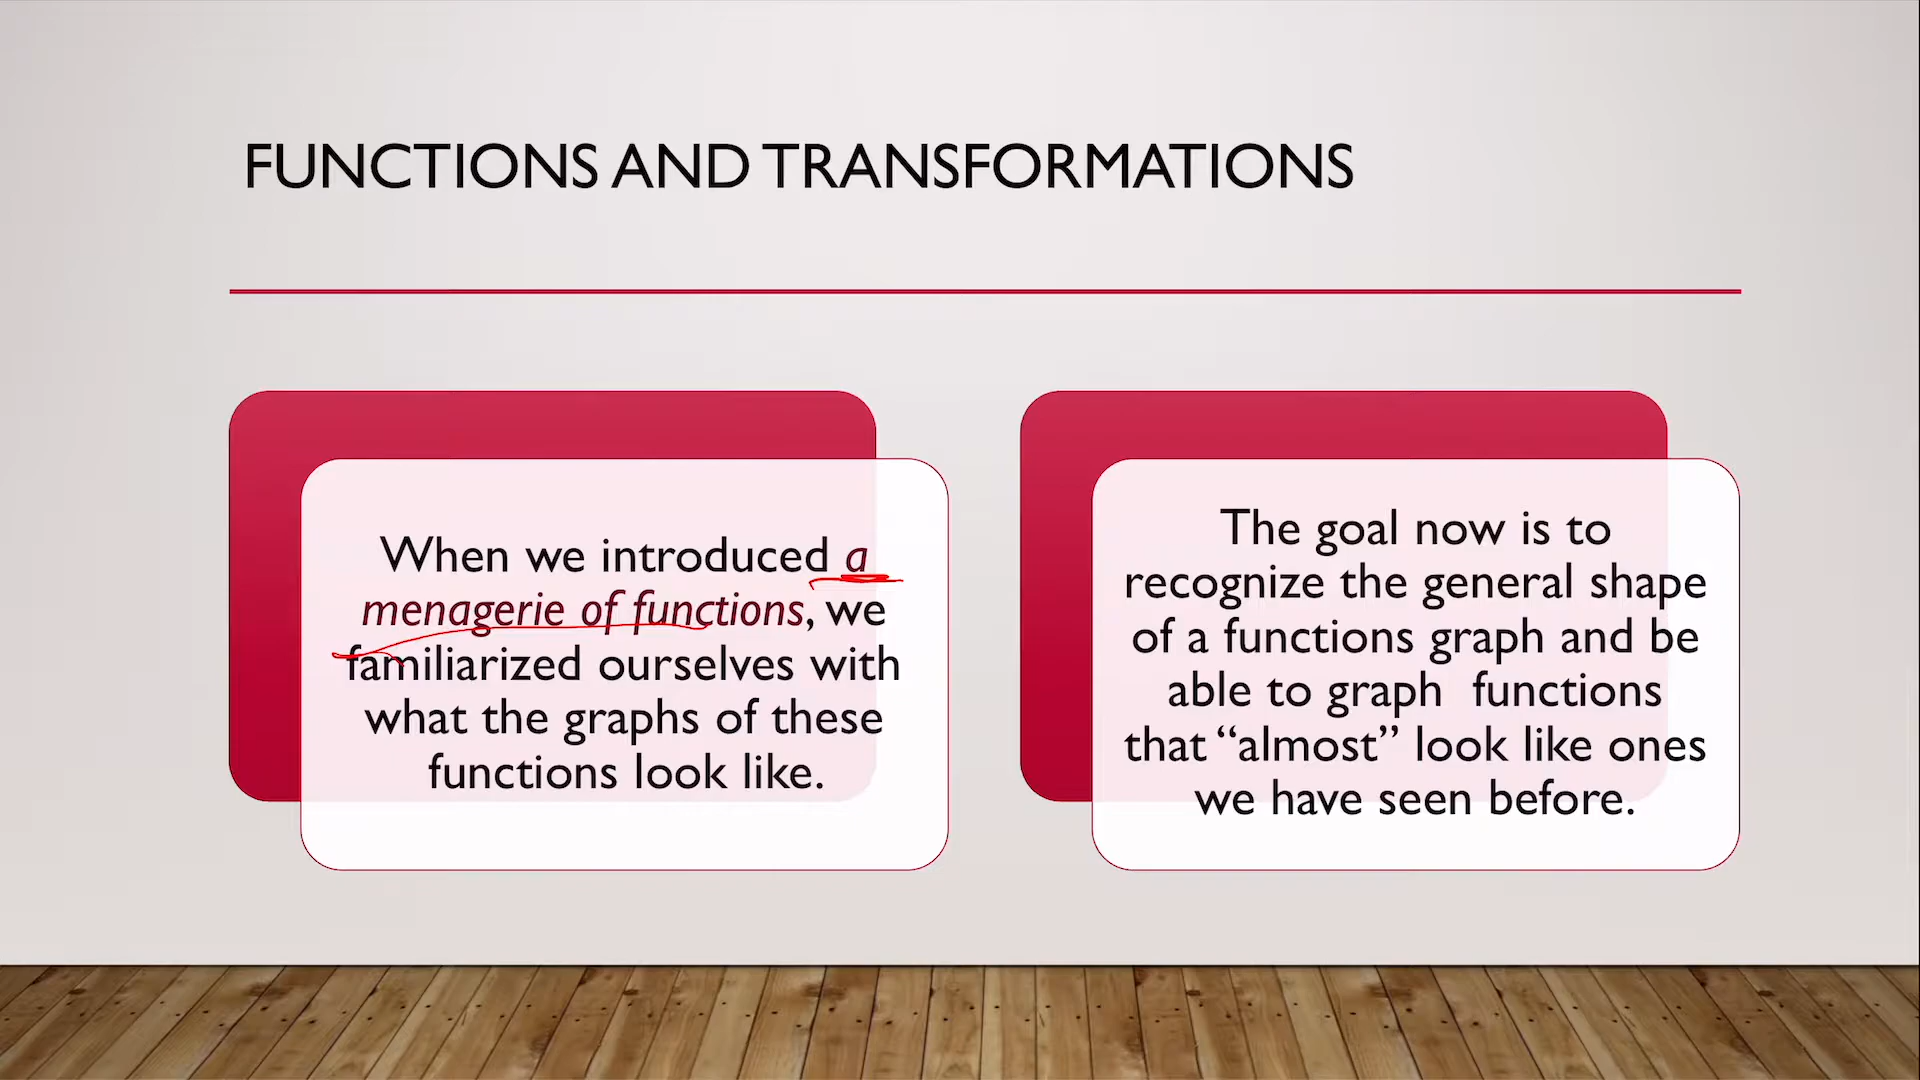 FUNCTIONS AND TRANSFORMATIONS
When we introduced a
menagerie of functions, we
familiarized ourselves with
what the graphs of these
functions look like.
The goal now is to
recognize the general shape
of a functions graph and be
able to graph functions
that “almost” look like ones
we have seen before.